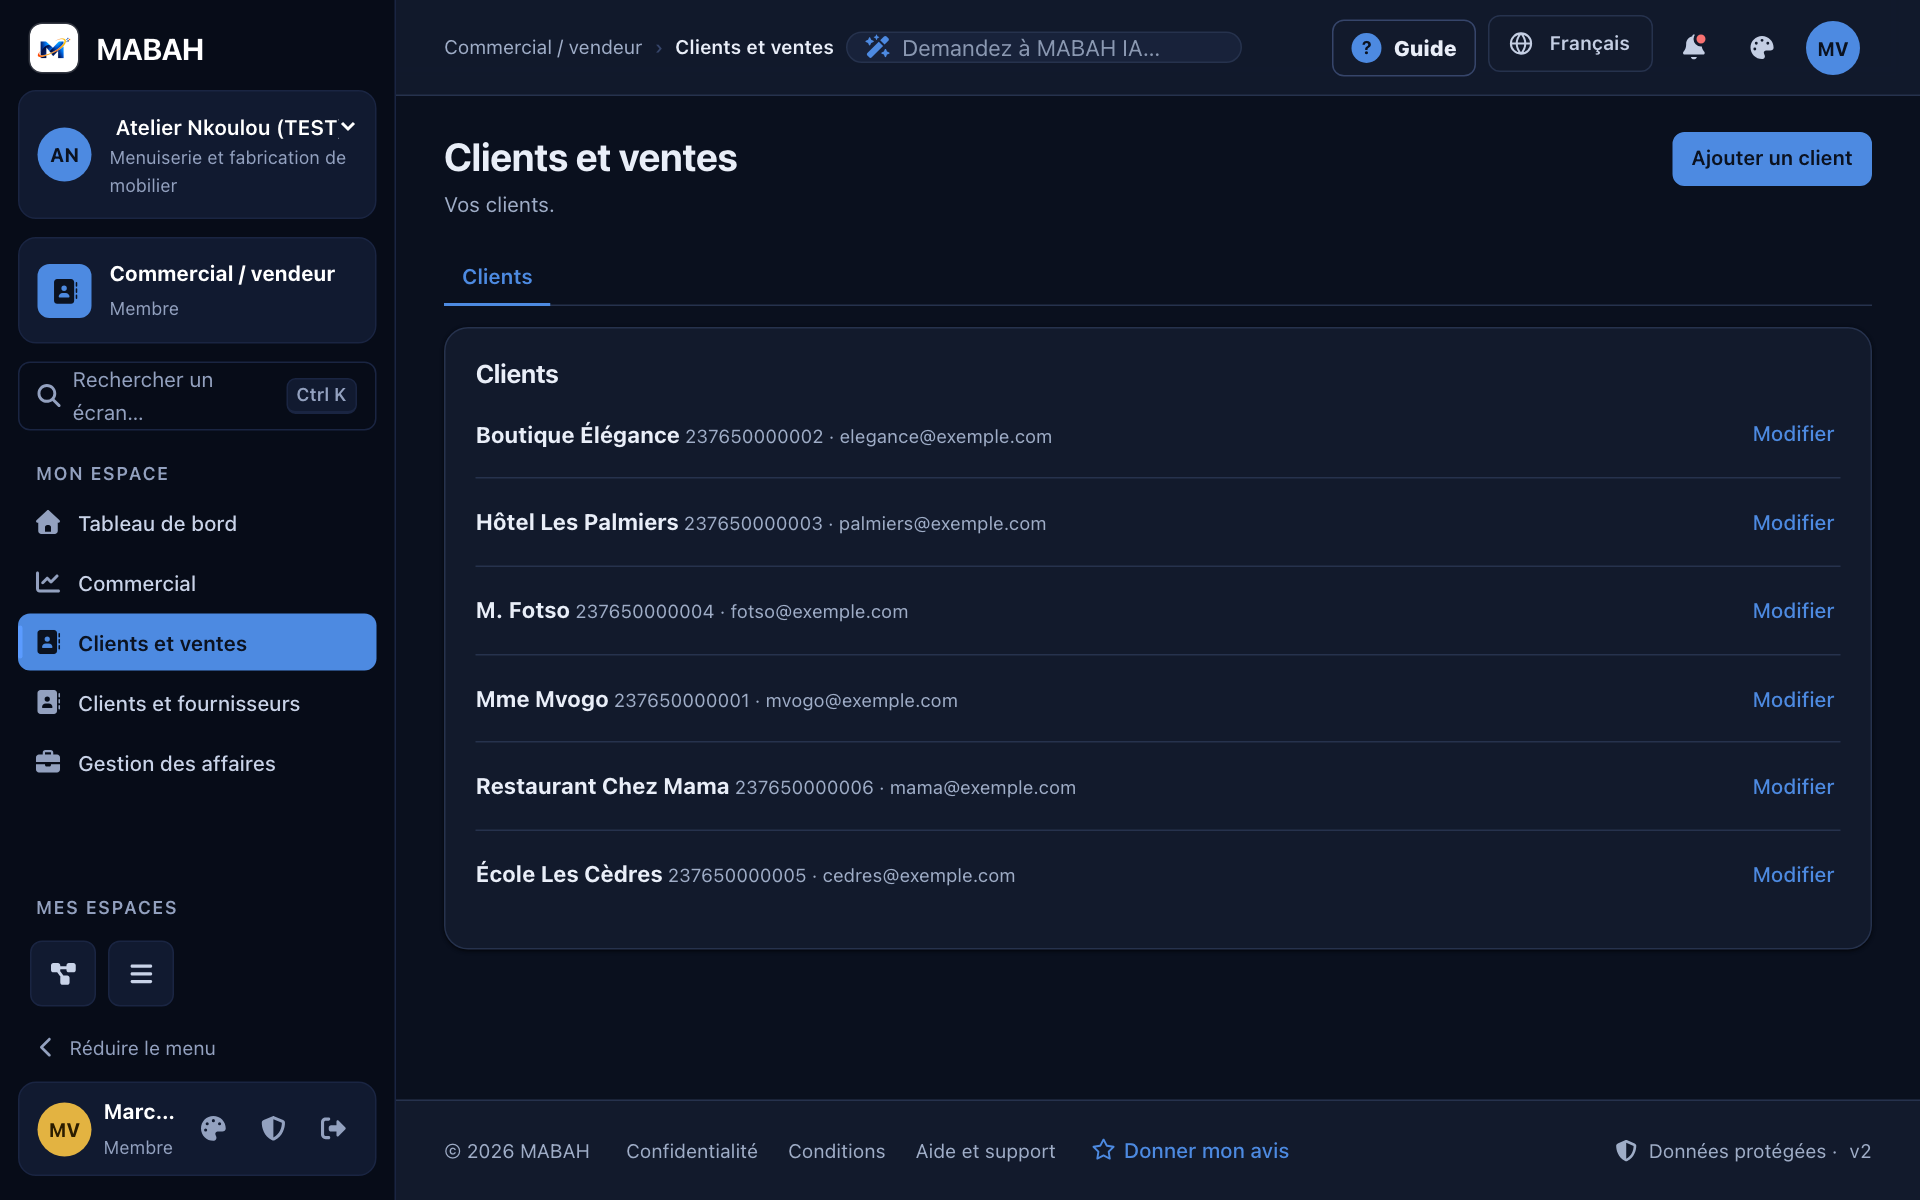 MABAH
AN
Atelier Nkoulou (TEST
Menuiserie et fabrication de
mobilier
Commercial / vendeur
Membre
Rechercher un
écran...
Ctrl K
MON ESPACE
Tableau de bord
Commercial
Clients et ventes
Clients et fournisseurs
Gestion des affaires
MES ESPACES
Réduire le menu
MV
Marc...
Membre
Commercial / vendeur › Clients et ventes
Demandez à MABAH IA...
? Guide
Français
MV
Clients et ventes
Vos clients.
Ajouter un client
Clients
Clients
Boutique Élégance 237650000002 · elegance@exemple.com Modifier
Hôtel Les Palmiers 237650000003 · palmiers@exemple.com Modifier
M. Fotso 237650000004 · fotso@exemple.com Modifier
Mme Mvogo 237650000001 · mvogo@exemple.com Modifier
Restaurant Chez Mama 237650000006 · mama@exemple.com Modifier
École Les Cèdres 237650000005 · cedres@exemple.com Modifier
© 2026 MABAH Confidentialité Conditions Aide et support Donner mon avis Données protégées · v2